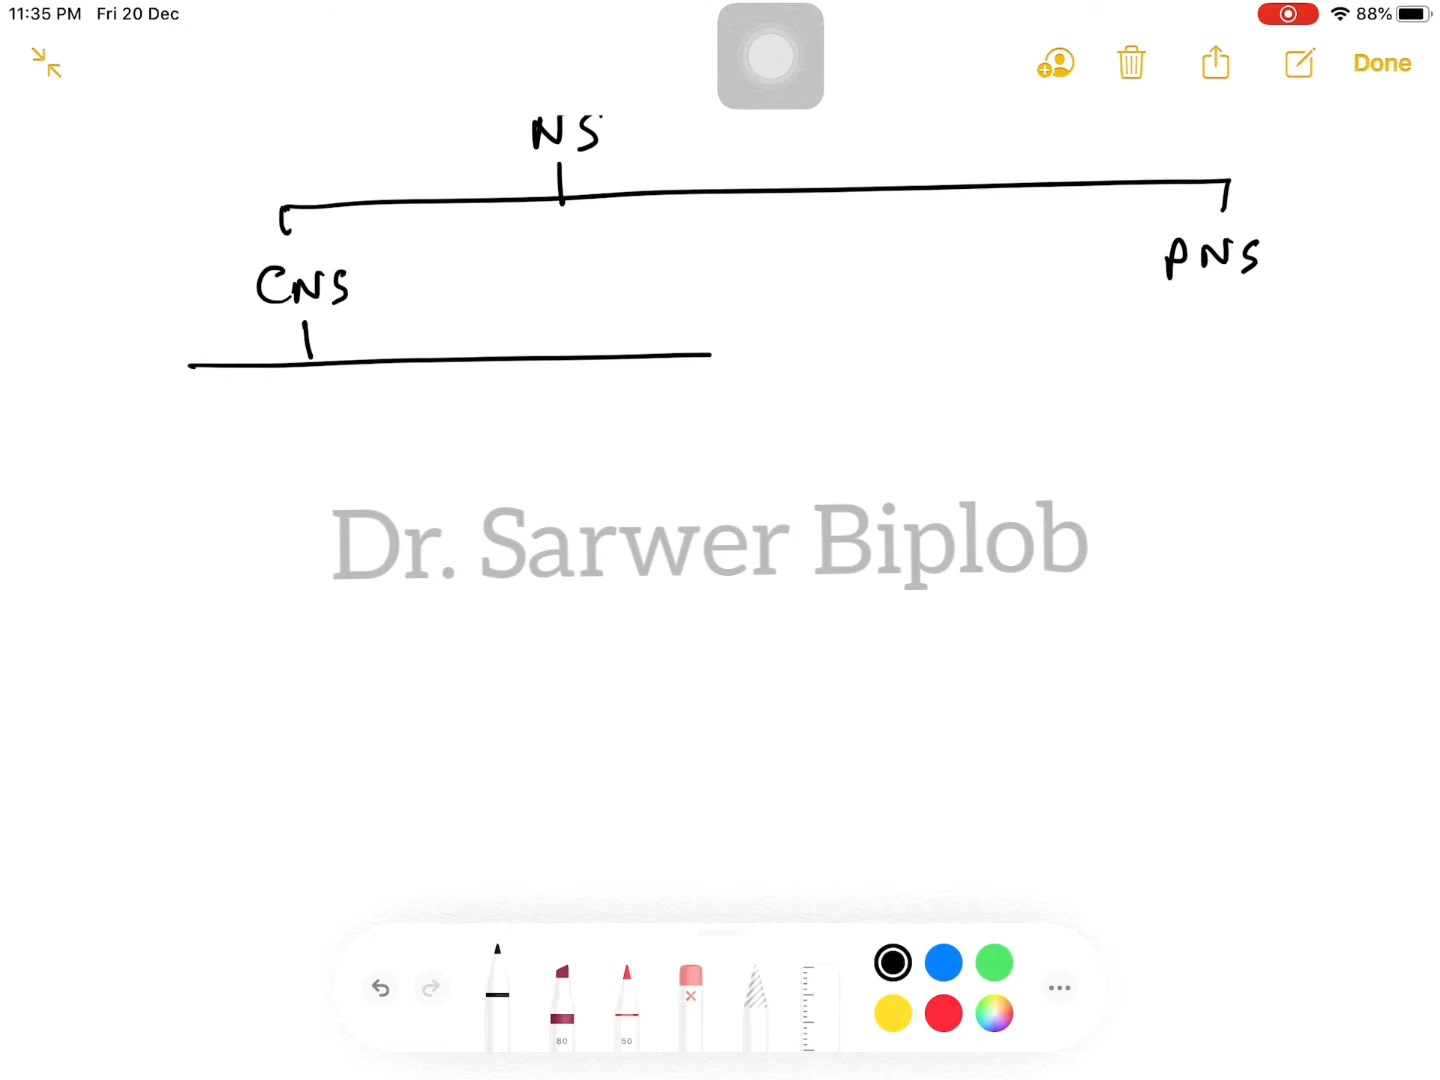 11:35 PM Fri 20 Dec 88%
Done
NS
CNS
PNS
Dr. Sarwer Biplob
80 50